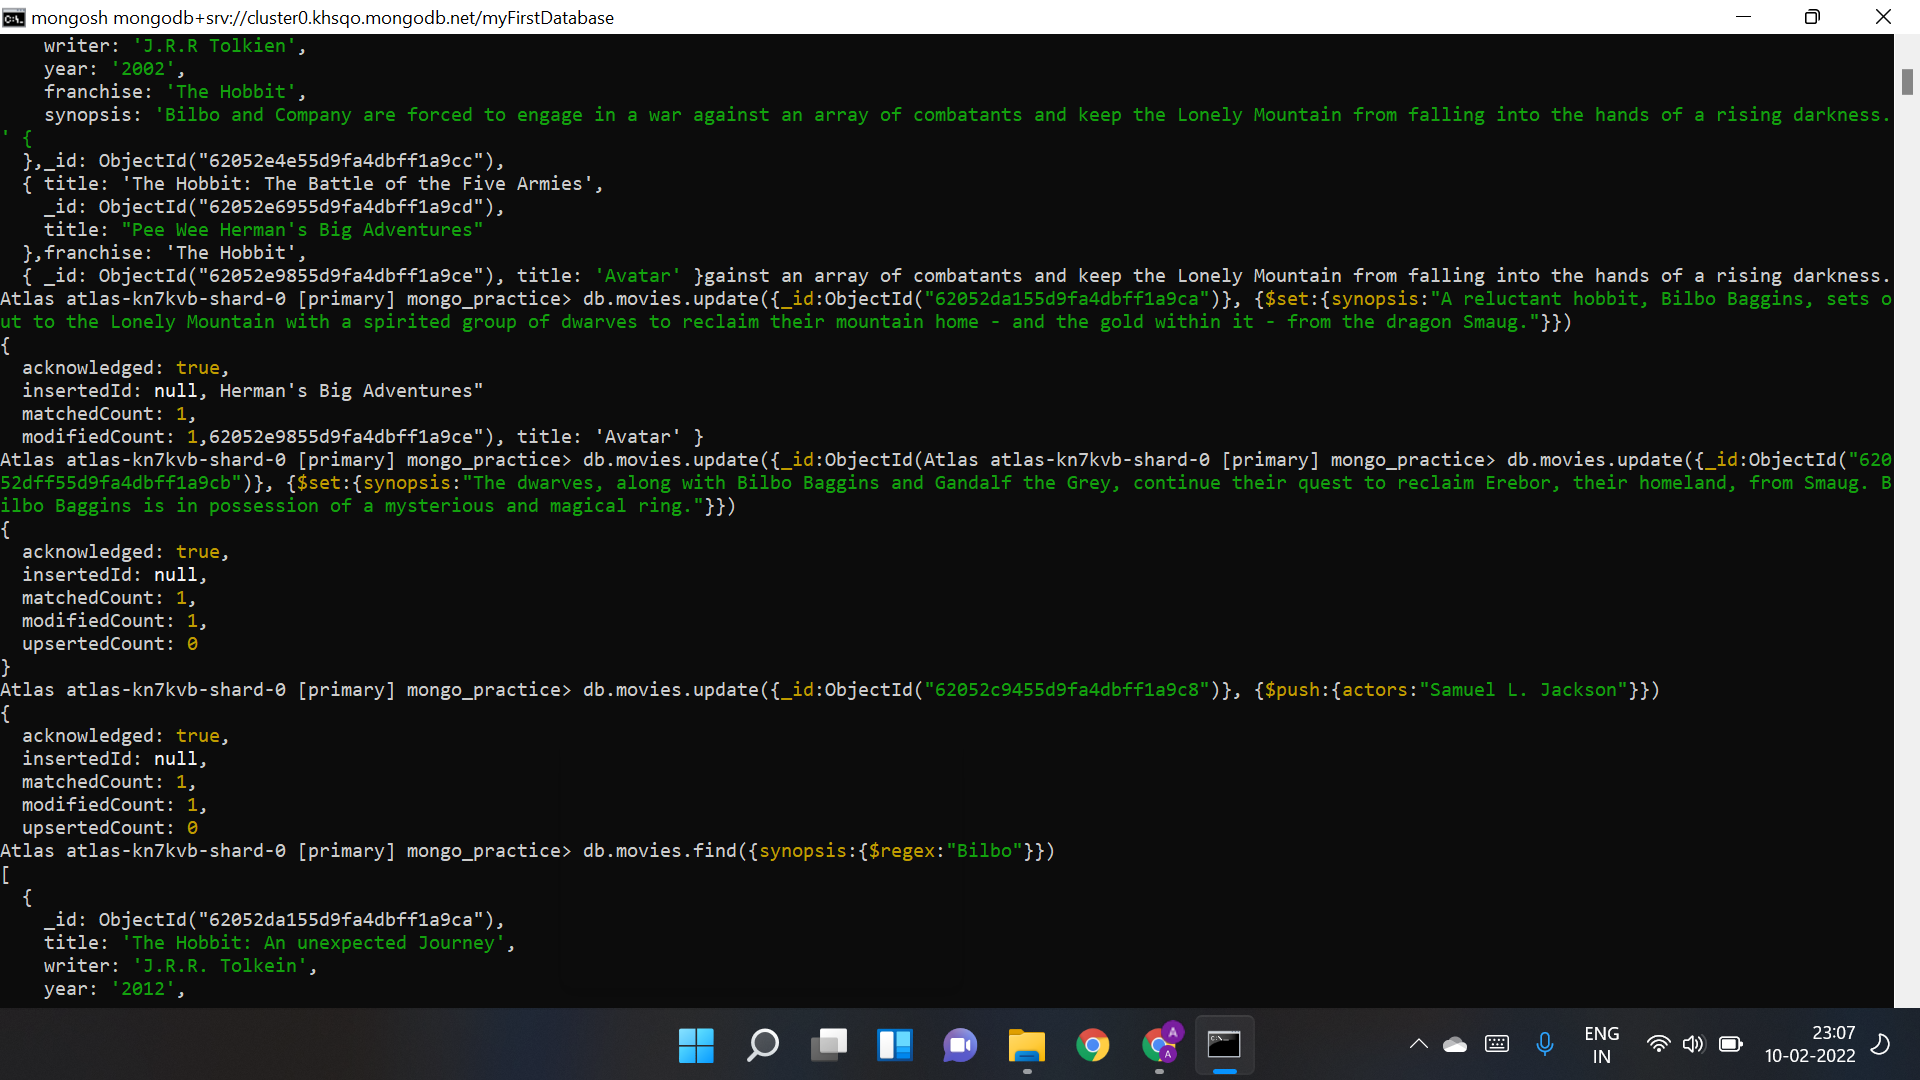 mongosh mongodb+srv://cluster0.khsqo.mongodb.net/myFirstDatabase
    writer: 'J.R.R Tolkien',
    year: '2002',
    franchise: 'The Hobbit',
    synopsis: 'Bilbo and Company are forced to engage in a war against an array of combatants and keep the Lonely Mountain from falling into the hands of a rising darkness.
' {
  },_id: ObjectId("62052e4e55d9fa4dbff1a9cc"),
  { title: 'The Hobbit: The Battle of the Five Armies',
    _id: ObjectId("62052e6955d9fa4dbff1a9cd"),
    title: "Pee Wee Herman's Big Adventures"
  },franchise: 'The Hobbit',
  { _id: ObjectId("62052e9855d9fa4dbff1a9ce"), title: 'Avatar' }gainst an array of combatants and keep the Lonely Mountain from falling into the hands of a rising darkness.
Atlas atlas-kn7kvb-shard-0 [primary] mongo_practice> db.movies.update({_id:ObjectId("62052da155d9fa4dbff1a9ca")}, {$set:{synopsis:"A reluctant hobbit, Bilbo Baggins, sets o
ut to the Lonely Mountain with a spirited group of dwarves to reclaim their mountain home - and the gold within it - from the dragon Smaug."}})
{
  acknowledged: true,
  insertedId: null, Herman's Big Adventures"
  matchedCount: 1,
  modifiedCount: 1,62052e9855d9fa4dbff1a9ce"), title: 'Avatar' }
Atlas atlas-kn7kvb-shard-0 [primary] mongo_practice> db.movies.update({_id:ObjectId(Atlas atlas-kn7kvb-shard-0 [primary] mongo_practice> db.movies.update({_id:ObjectId("620
52dff55d9fa4dbff1a9cb")}, {$set:{synopsis:"The dwarves, along with Bilbo Baggins and Gandalf the Grey, continue their quest to reclaim Erebor, their homeland, from Smaug. B
ilbo Baggins is in possession of a mysterious and magical ring."}})
{
  acknowledged: true,
  insertedId: null,
  matchedCount: 1,
  modifiedCount: 1,
  upsertedCount: 0
}
Atlas atlas-kn7kvb-shard-0 [primary] mongo_practice> db.movies.update({_id:ObjectId("62052c9455d9fa4dbff1a9c8")}, {$push:{actors:"Samuel L. Jackson"}})
{
  acknowledged: true,
  insertedId: null,
  matchedCount: 1,
  modifiedCount: 1,
  upsertedCount: 0
Atlas atlas-kn7kvb-shard-0 [primary] mongo_practice> db.movies.find({synopsis:{$regex:"Bilbo"}})
[
  {
    _id: ObjectId("62052da155d9fa4dbff1a9ca"),
    title: 'The Hobbit: An unexpected Journey',
    writer: 'J.R.R. Tolkein',
    year: '2012',
A
A
ENG
IN
23:07
10-02-2022